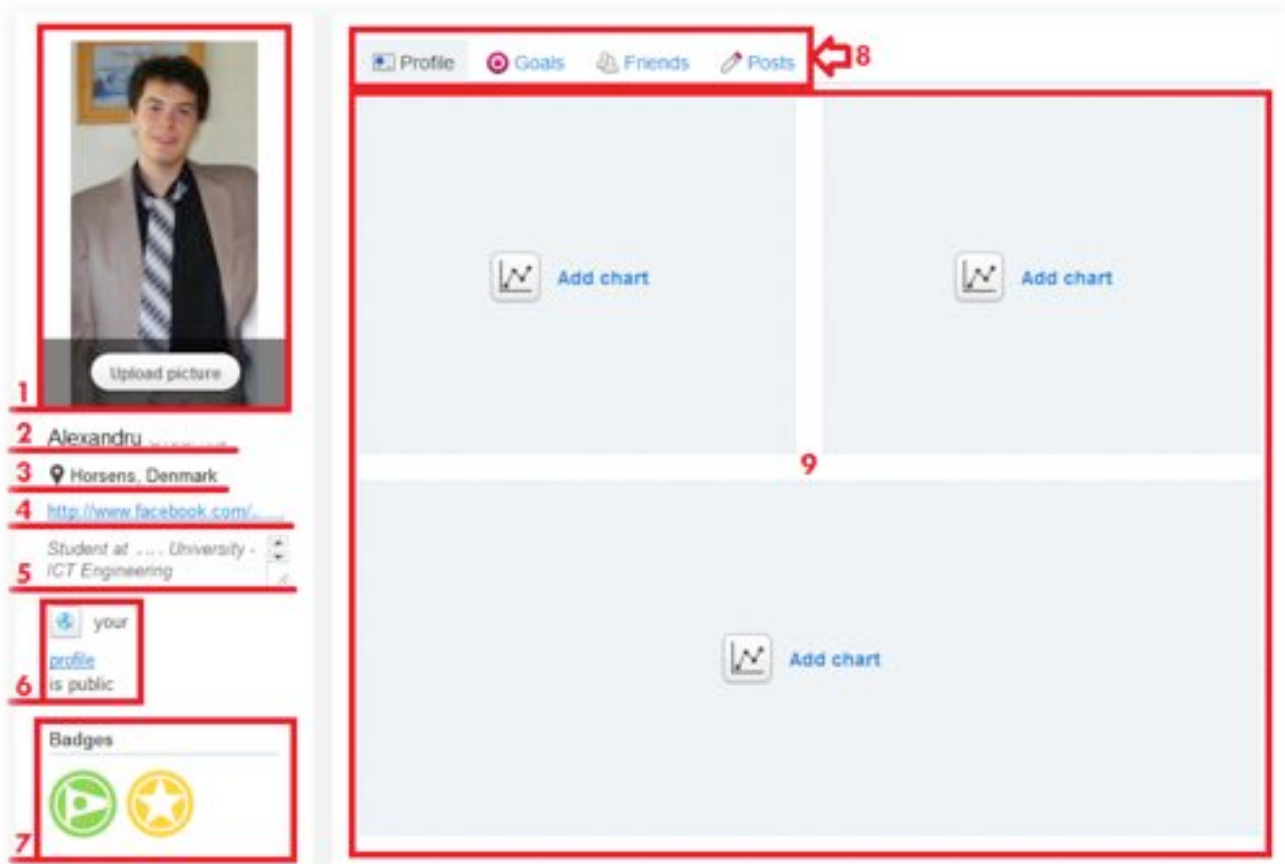 Profile Goals Friends Posts
8
Add chart
Add chart
9
Add chart
Upload picture
1
2 Alexandru
3 Horsens, Denmark
4 http://www.facebook.com/
Student at .... University -
5 ICT Engineering
your
profile
6 is public
Badges
7